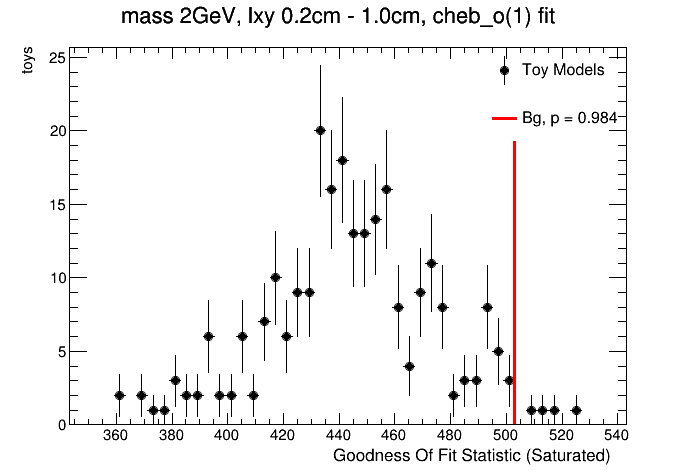 mass 2GeV, lxy 0.2cm - 1.0cm, cheb_o(1) fit
toys
25
20
15
10
5
0
Toy Models
Bg, p = 0.984
360 380 400 420 440 460 480 500 520 540
Goodness Of Fit Statistic (Saturated)